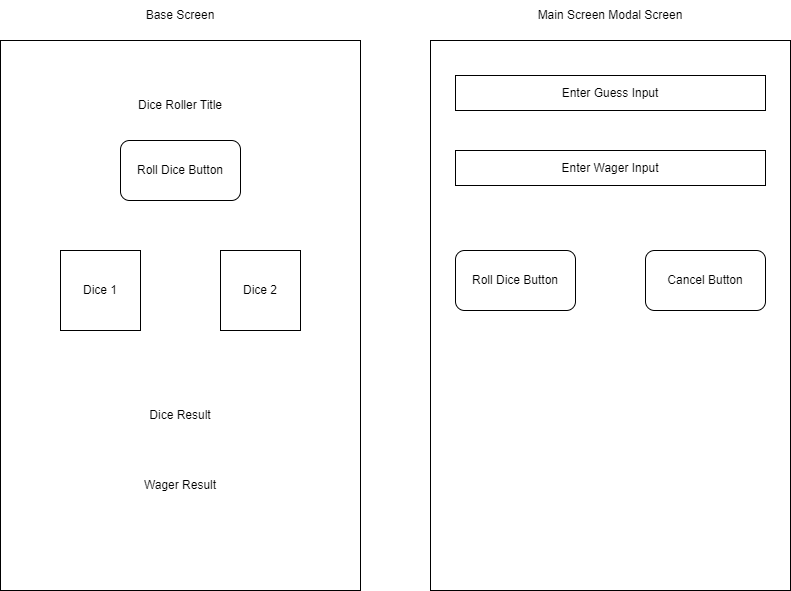 Base Screen
Main Screen Modal Screen
Dice Roller Title
Roll Dice Button
Dice 1
Dice 2
Dice Result
Wager Result
Enter Guess Input
Enter Wager Input
Roll Dice Button
Cancel Button